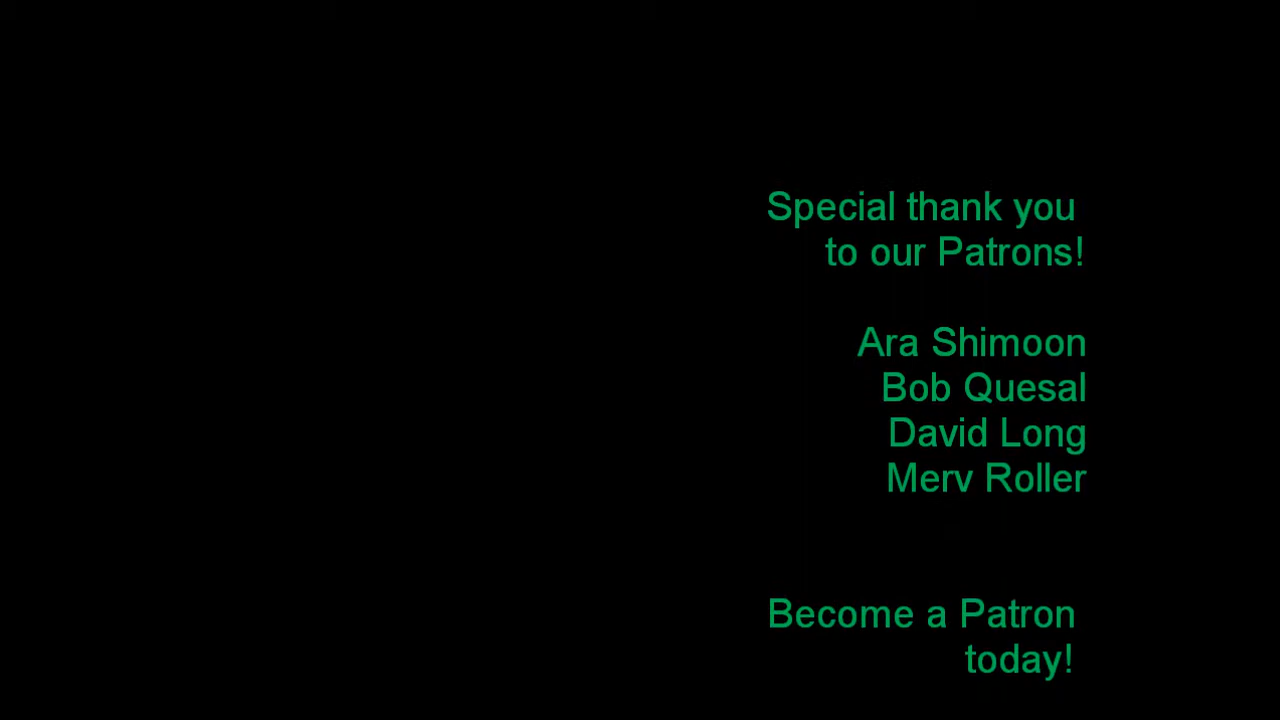 Special thank you
to our Patrons!
Ara Shimoon
Bob Quesal
David Long
Merv Roller
Become a Patron
today!